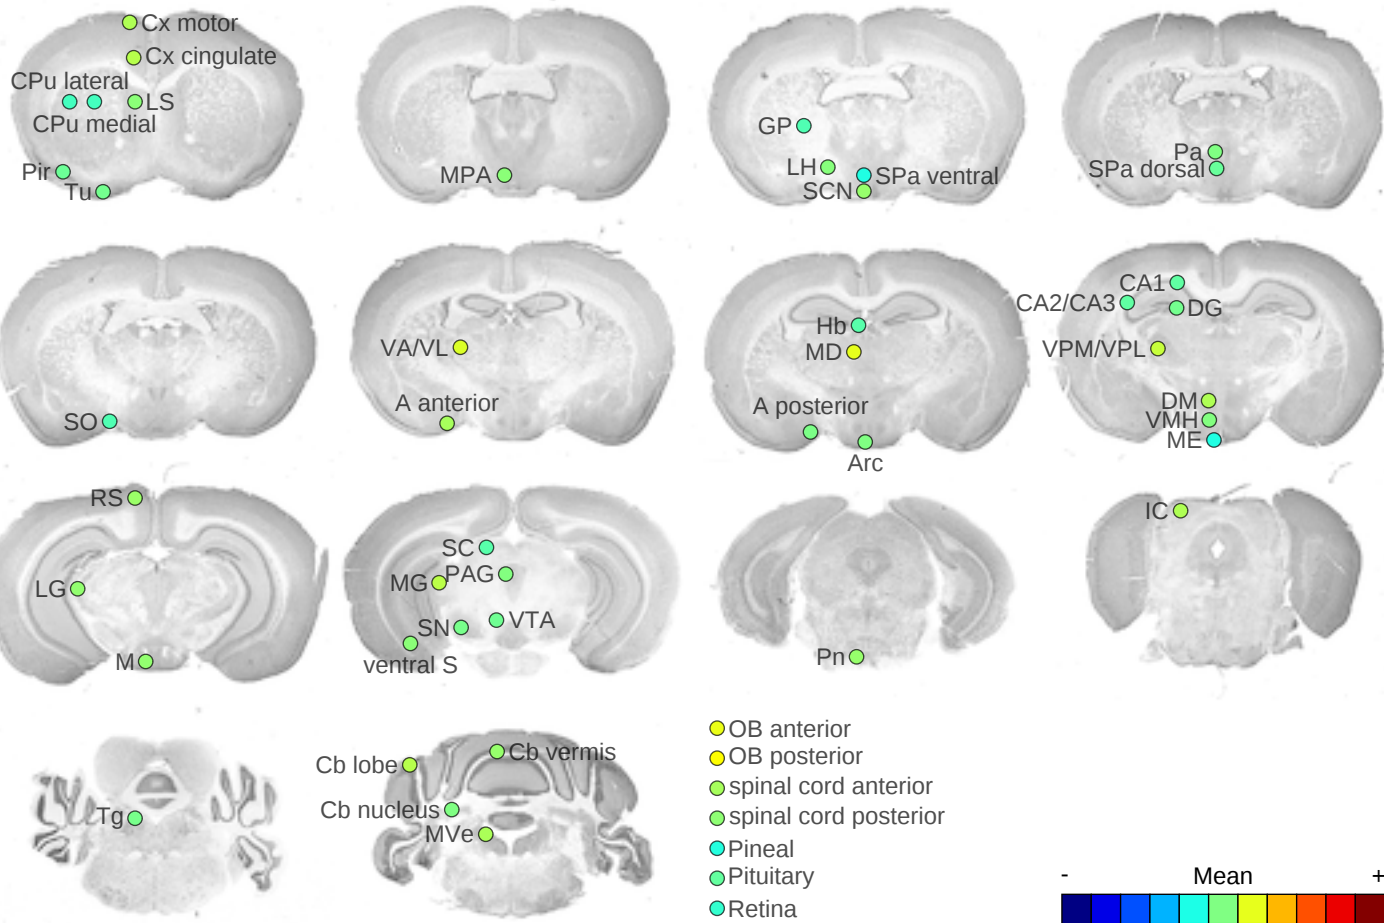 Cx motor
Cx cingulate
CPu lateral
LS
CPu medial
Pir
Tu
MPA
GP
LH
SPa ventral
SCN
Pa
SPa dorsal
SO
VA/VL
A anterior
Hb
MD
A posterior
Arc
CA1
CA2/CA3
DG
VPM/VPL
DM
VMH
ME
RS
LG
M
SC
MG
PAG
SN
VTA
ventral S
Pn
IC
Tg
Cb lobe
Cb vermis
Cb nucleus
MVe
OB anterior
OB posterior
spinal cord anterior
spinal cord posterior
Pineal
Pituitary
Retina
- Mean +